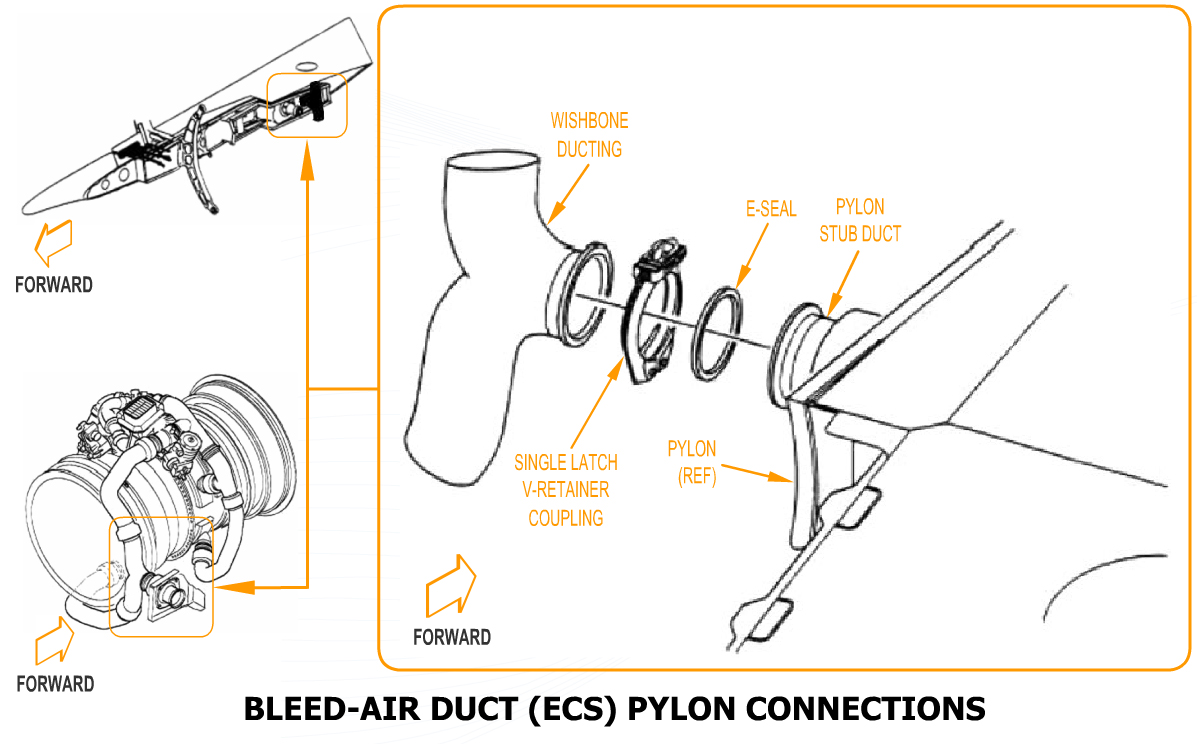 WISHBONE
DUCTING
E-SEAL
PYLON
STUB DUCT
FORWARD
SINGLE LATCH
V-RETAINER
COUPLING
PYLON
(REF)
FORWARD
FORWARD
BLEED-AIR DUCT (ECS) PYLON CONNECTIONS